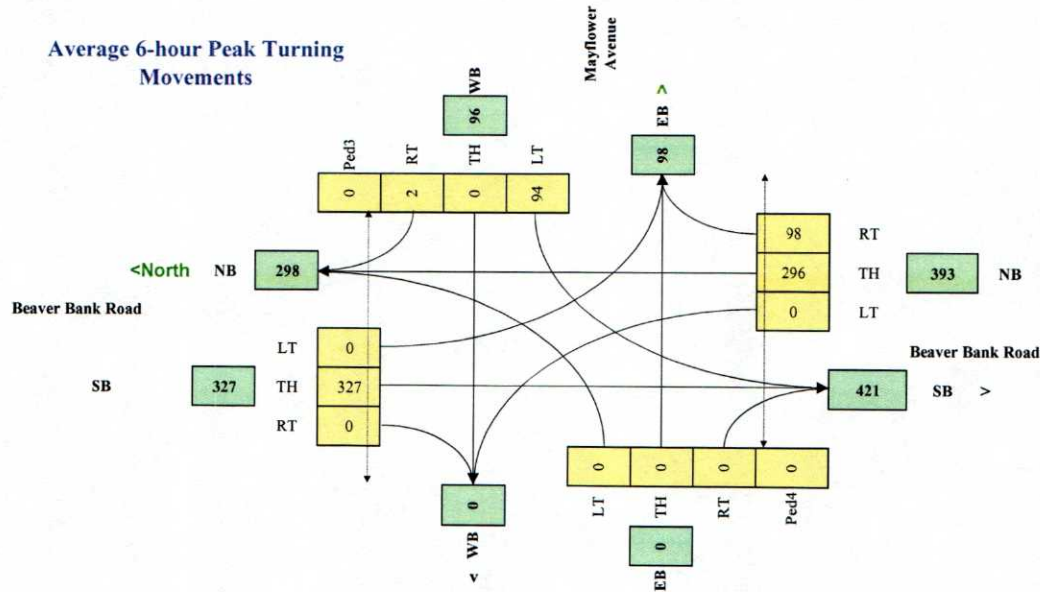 Average 6-hour Peak Turning
Movements
Mayflower
Avenue
WB
96
EB >
98
Ped3
RT
TH
LT
0
2
0
94
<North NB 298
Beaver Bank Road
98 RT
296 TH 393 NB
0 LT
LT 0
SB 327 TH 327
RT 0
Beaver Bank Road
421 SB >
0
0
0
0
LT
TH
RT
Ped4
0
WB
v
0
EB